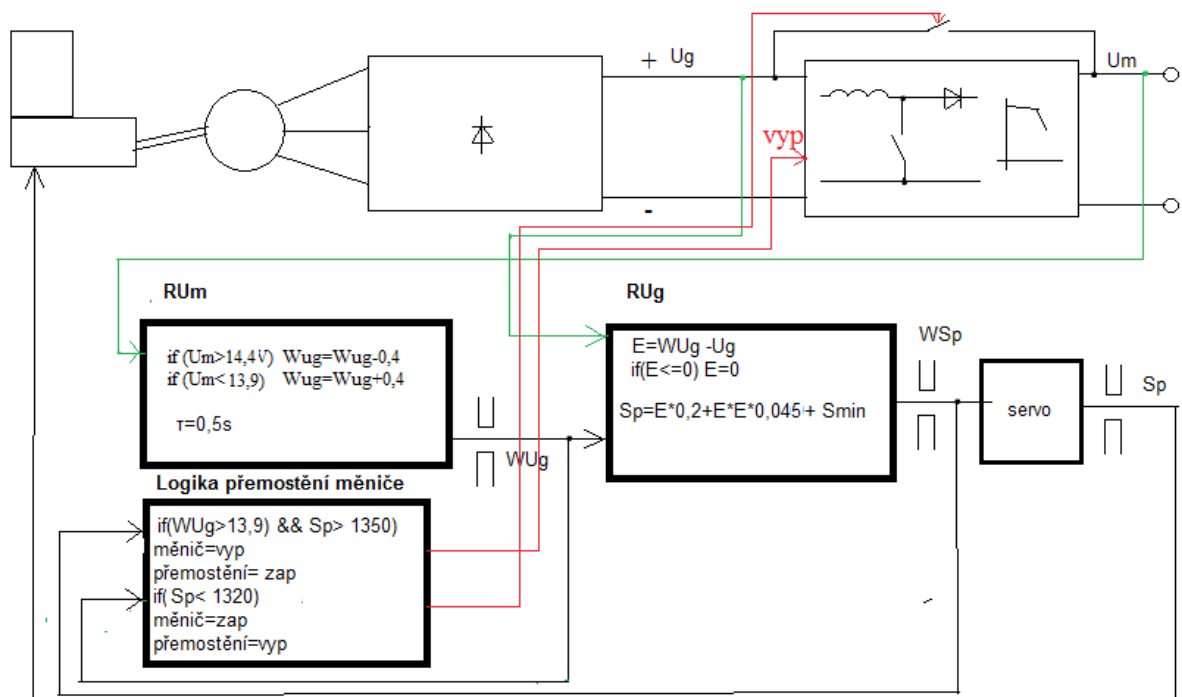 + Ug
Um
vyp
-
RUm
RUg
if (Um>14,4V) Wug=Wug-0,4
if (Um<13,9) Wug=Wug+0,4
τ=0,5s
E=WUg -Ug
if(E<=0) E=0
Sp=E*0,2+E*E*0,045+ Smin
WSp
servo
Sp
WUg
Logika přemostění měniče
if(WUg>13,9) && Sp> 1350)
měnič=vyp
přemostění= zap
if( Sp< 1320)
měnič=zap
přemostění=vyp